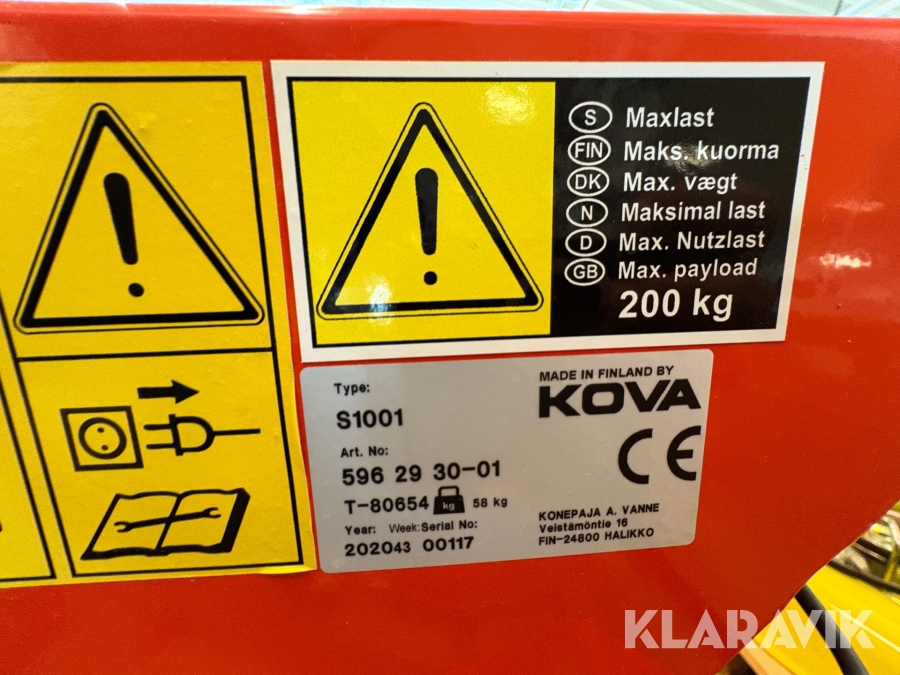 S Maxlast
FIN Maks. kuorma
DK Max. vægt
N Maksimal last
D Max. Nutzlast
GB Max. payload
200 kg
Type:
S1001
Art. No:
596 29 30-01
T-80654 kg 58 kg
Year: Week: Serial No:
202043 00117
MADE IN FINLAND BY
KOVA
CE
KONEPAJA A. VANNE
Veistämöntie 16
FIN-24800 HALIKKO
KLARAVIK